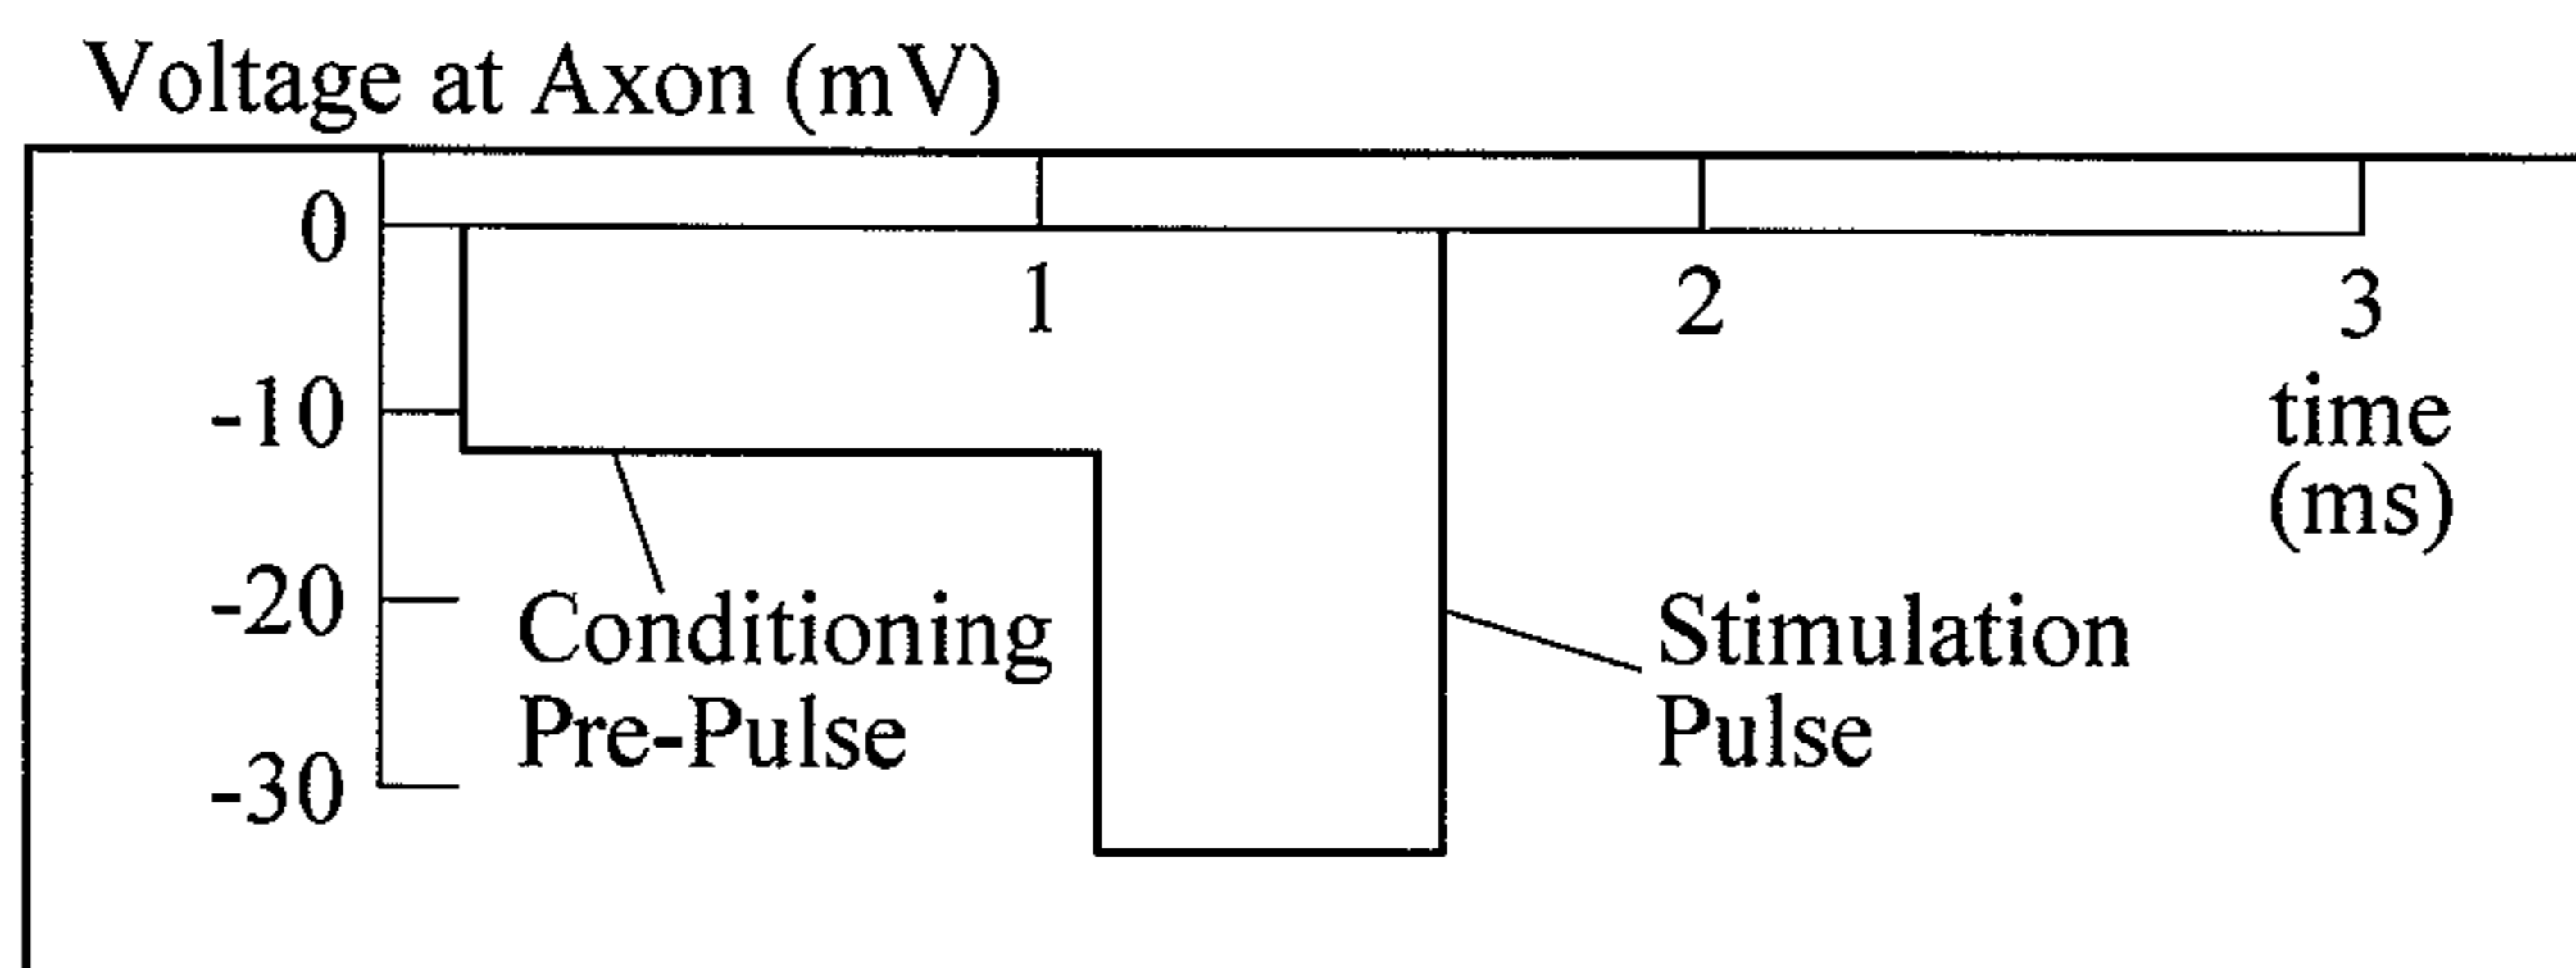 Voltage at Axon (mV)
0
1
2
3
-10
time
(ms)
-20
Conditioning
Pre-Pulse
Stimulation
Pulse
-30